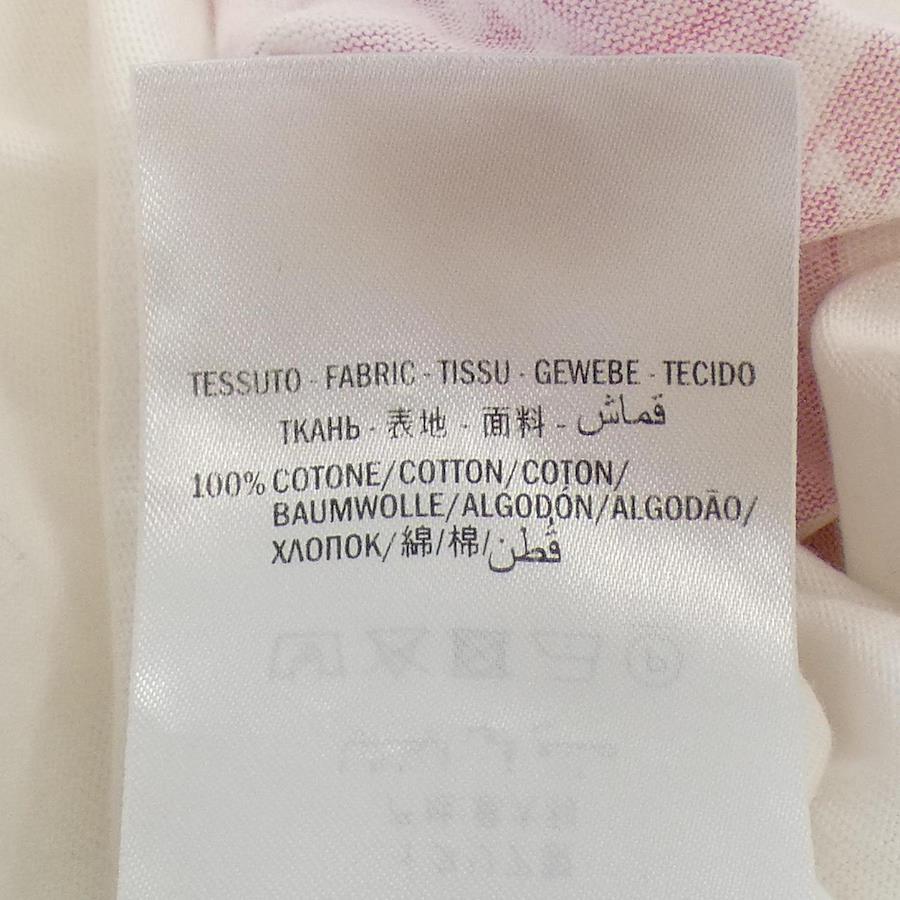 TESSUTO - FABRIC - TISSU - GEWEBE - TECIDO
ТКАНЬ - 表地 - 面料 - قماش
100% COTONE/COTTON/COTON/
BAUMWOLLE/ALGODÓN/ALGODÃO/
ХЛОПОК/綿/棉/قطن